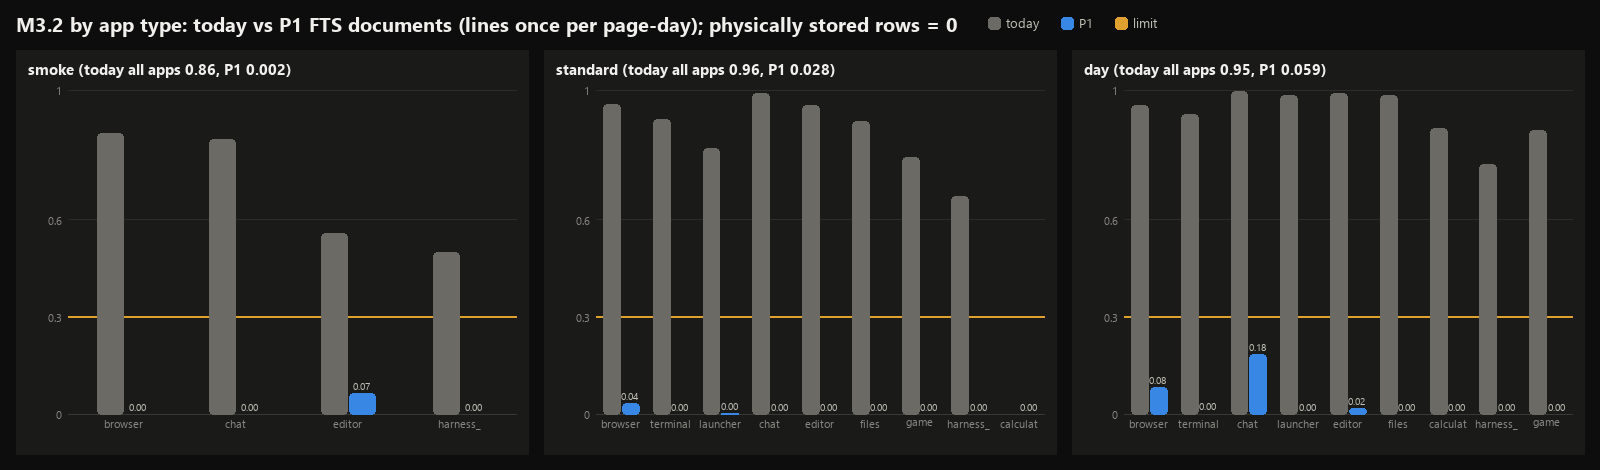 M3.2 by app type: today vs P1 FTS documents (lines once per page-day); physically stored rows = 0
today P1 limit
smoke (today all apps 0.86, P1 0.002)
1
0.6
0.3
0
0.00 0.00 0.07 0.00
browser chat editor harness_
standard (today all apps 0.96, P1 0.028)
1
0.6
0.3
0
0.04 0.00 0.00 0.00 0.00 0.00 0.00 0.00 0.00
browser terminal launcher chat editor files game harness_ calculat
day (today all apps 0.95, P1 0.059)
1
0.6
0.3
0
0.08 0.00 0.18 0.00 0.02 0.00 0.00 0.00 0.00
browser terminal chat launcher editor files calculat harness_ game